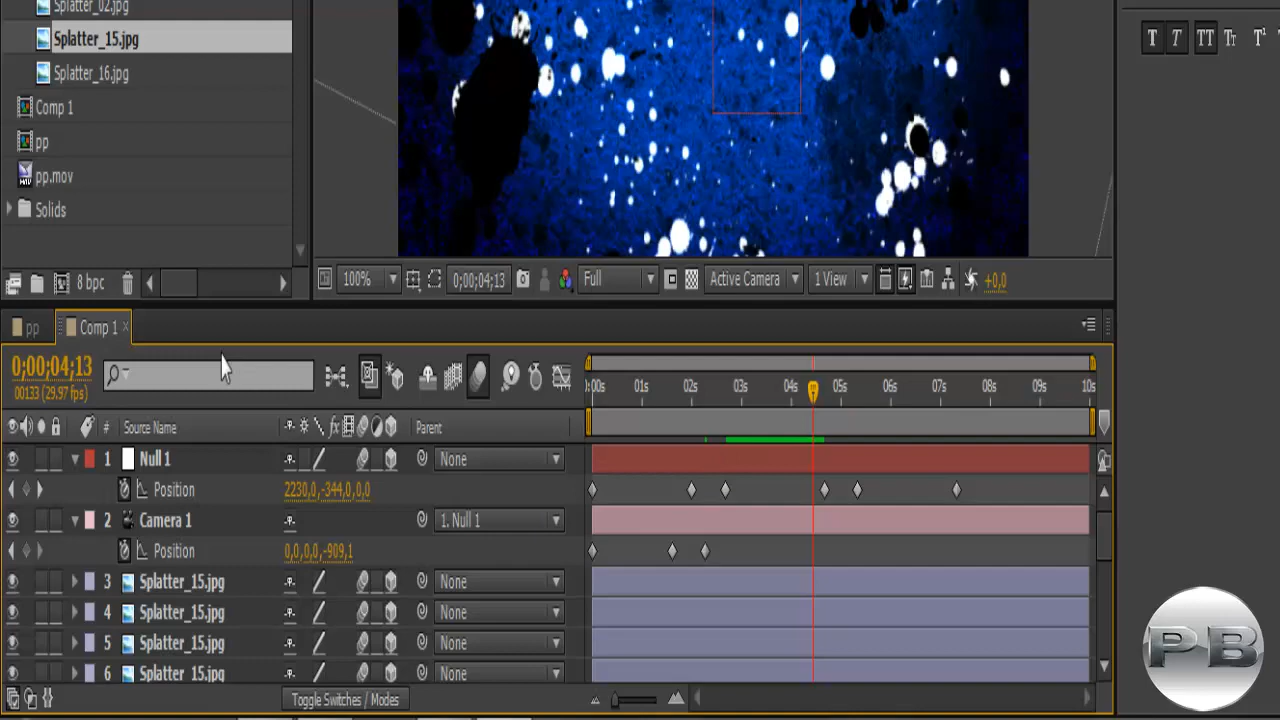 Splatter_02.jpg
Splatter_15.jpg
Splatter_16.jpg
Comp 1
pp
pp.mov
Solids
8 bpc
100%
0;00;04;13
Full
Active Camera
1 View
+0,0
T T TT Tr T¹
pp
Comp 1
0;00;04;13
00133 (29.97 fps)
:00s 01s 02s 03s 04s 05s 06s 07s 08s 09s 10s
# Source Name
fx
Parent
1 Null 1 None
Position 2230,0,-344,0,0,0
2 Camera 1 1. Null 1
Position 0,0,0,0,-909,1
3 Splatter_15.jpg None
4 Splatter_15.jpg None
5 Splatter_15.jpg None
6 Splatter_15.jpg None
Toggle Switches / Modes
PB